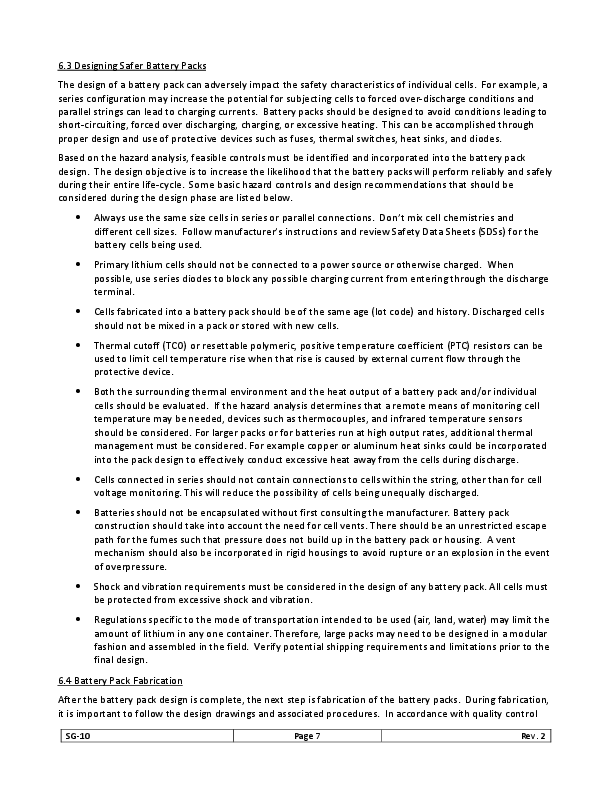 6.3 Designing Safer Battery Packs
The design of a battery pack can adversely impact the safety characteristics of individual cells.  For example, a
series configuration may increase the potential for subjecting cells to forced over-discharge conditions and
parallel strings can lead to charging currents.  Battery packs should be designed to avoid conditions leading to
short-circuiting, forced over discharging, charging, or excessive heating.  This can be accomplished through
proper design and use of protective devices such as fuses, thermal switches, heat sinks, and diodes.
Based on the hazard analysis, feasible controls must be identified and incorporated into the battery pack
design.  The design objective is to increase the likelihood that the battery packs will perform reliably and safely
during their entire life-cycle.  Some basic hazard controls and design recommendations that should be
considered during the design phase are listed below.
• Always use the same size cells in series or parallel connections.  Don't mix cell chemistries and
different cell sizes.  Follow manufacturer's instructions and review Safety Data Sheets (SDSs) for the
battery cells being used.
• Primary lithium cells should not be connected to a power source or otherwise charged.  When
possible, use series diodes to block any possible charging current from entering through the discharge
terminal.
• Cells fabricated into a battery pack should be of the same age (lot code) and history. Discharged cells
should not be mixed in a pack or stored with new cells.
• Thermal cutoff (TCO) or resettable polymeric, positive temperature coefficient (PTC) resistors can be
used to limit cell temperature rise when that rise is caused by external current flow through the
protective device.
• Both the surrounding thermal environment and the heat output of a battery pack and/or individual
cells should be evaluated.  If the hazard analysis determines that a remote means of monitoring cell
temperature may be needed, devices such as thermocouples, and infrared temperature sensors
should be considered. For larger packs or for batteries run at high output rates, additional thermal
management must be considered. For example copper or aluminum heat sinks could be incorporated
into the pack design to effectively conduct excessive heat away from the cells during discharge.
• Cells connected in series should not contain connections to cells within the string, other than for cell
voltage monitoring. This will reduce the possibility of cells being unequally discharged.
• Batteries should not be encapsulated without first consulting the manufacturer. Battery pack
construction should take into account the need for cell vents. There should be an unrestricted escape
path for the fumes such that pressure does not build up in the battery pack or housing.  A vent
mechanism should also be incorporated in rigid housings to avoid rupture or an explosion in the event
of overpressure.
• Shock and vibration requirements must be considered in the design of any battery pack. All cells must
be protected from excessive shock and vibration.
• Regulations specific to the mode of transportation intended to be used (air, land, water) may limit the
amount of lithium in any one container. Therefore, large packs may need to be designed in a modular
fashion and assembled in the field.  Verify potential shipping requirements and limitations prior to the
final design.
6.4 Battery Pack Fabrication
After the battery pack design is complete, the next step is fabrication of the battery packs.  During fabrication,
it is important to follow the design drawings and associated procedures.  In accordance with quality control
SG-10 Page 7 Rev. 2